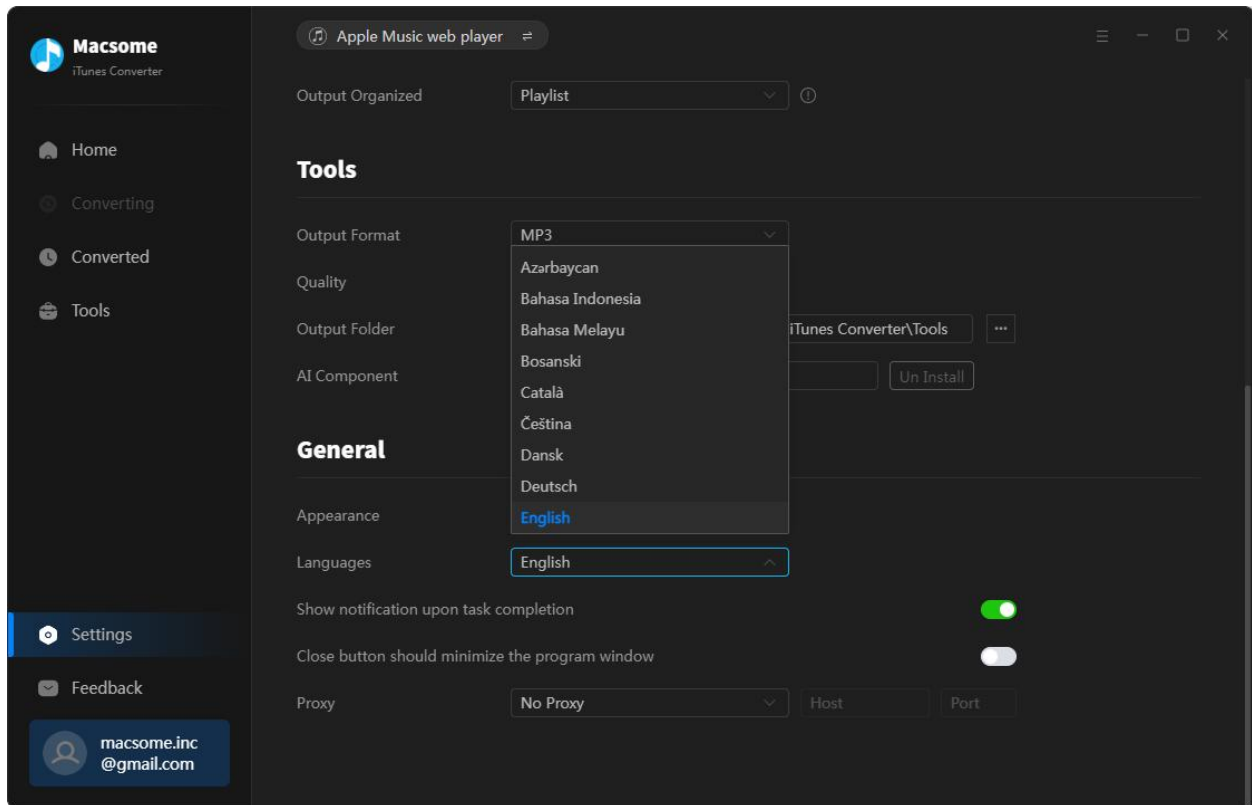 Macsome
iTunes Converter
Home
Converting
Converted
Tools
Settings
Feedback
macsome.inc
@gmail.com
Apple Music web player
Output Organized Playlist
Tools
Output Format MP3
Quality
Output Folder iTunes Converter\Tools ...
AI Component Un Install
Azərbaycan
Bahasa Indonesia
Bahasa Melayu
Bosanski
Català
Čeština
Dansk
Deutsch
English
General
Appearance
Languages English
Show notification upon task completion
Close button should minimize the program window
Proxy No Proxy Host Port